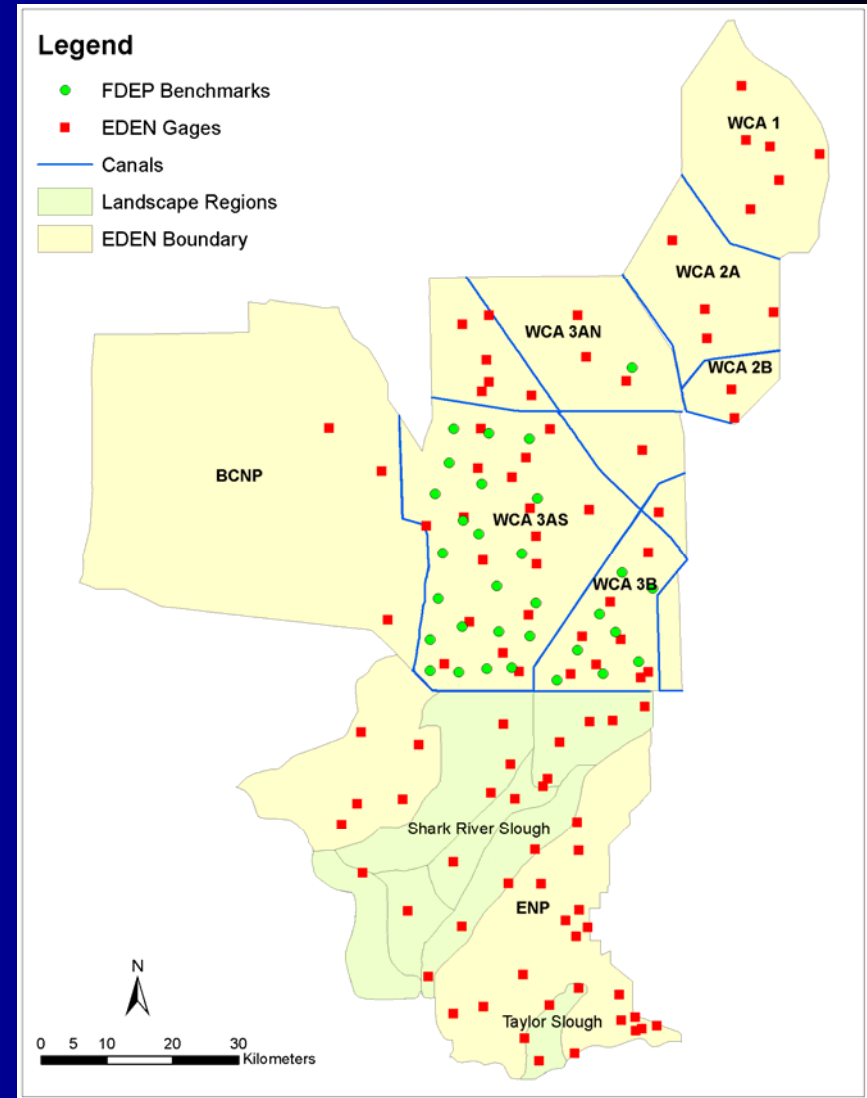 Legend
FDEP Benchmarks
EDEN Gages
Canals
Landscape Regions
EDEN Boundary
WCA 1
WCA 2A
WCA 3AN
WCA 2B
BCNP
WCA 3AS
WCA 3B
Shark River Slough
ENP
N
Taylor Slough
0 5 10 20 30
Kilometers